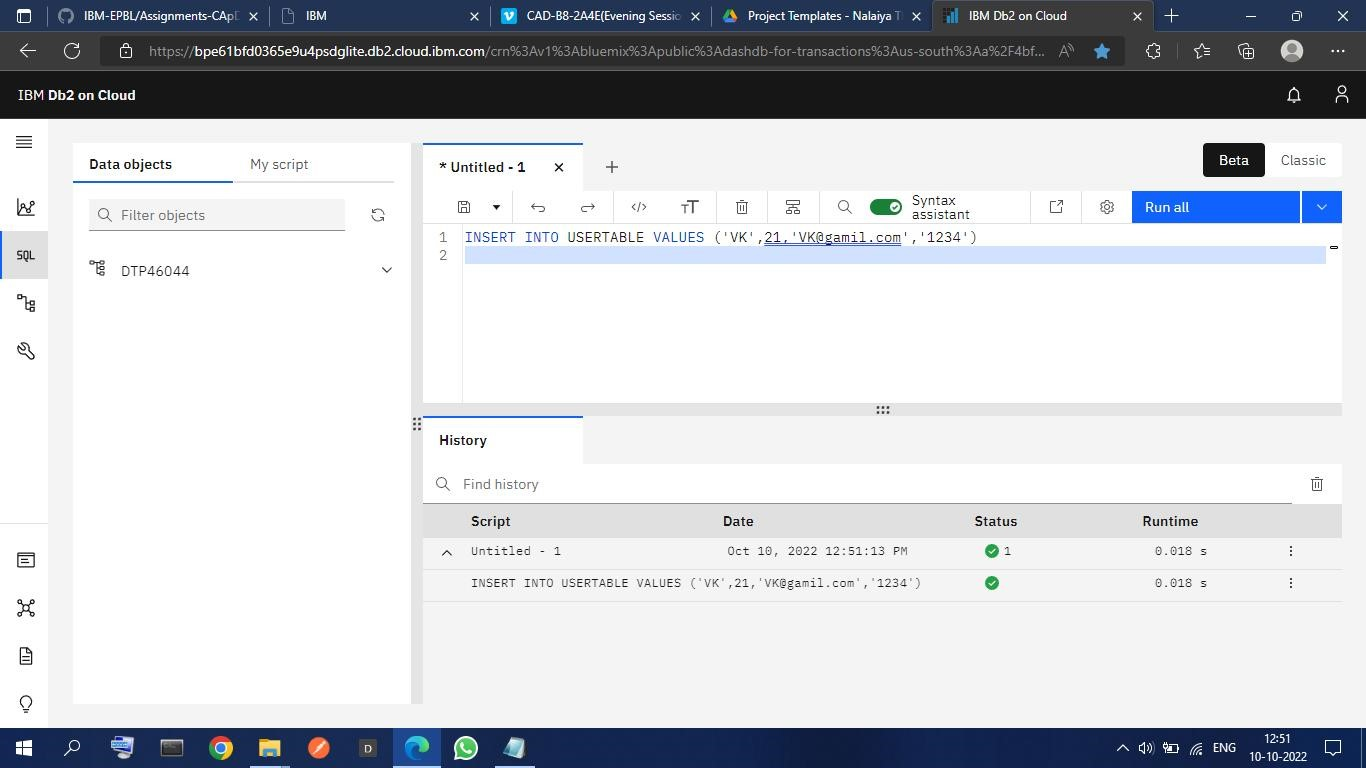 IBM-EPBL/Assignments-CApD
IBM
CAD-B8-2A4E(Evening Sessio
Project Templates - Nalaiya T
IBM Db2 on Cloud
https://bpe61bfd0365e9u4psdglite.db2.cloud.ibm.com/crn%3Av1%3Abluemix%3Apublic%3Adashdb-for-transactions%3Aus-south%3Aa%2F4bf...
IBM Db2 on Cloud
Data objects
My script
* Untitled - 1
Beta
Classic
Filter objects
Syntax
assistant
Run all
SQL
DTP46044
1 INSERT INTO USERTABLE VALUES ('VK',21,'VK@gamil.com','1234')
2
History
Find history
Script Date Status Runtime
Untitled - 1 Oct 10, 2022 12:51:13 PM 1 0.018 s
INSERT INTO USERTABLE VALUES ('VK',21,'VK@gamil.com','1234') 0.018 s
D
ENG
12:51
10-10-2022